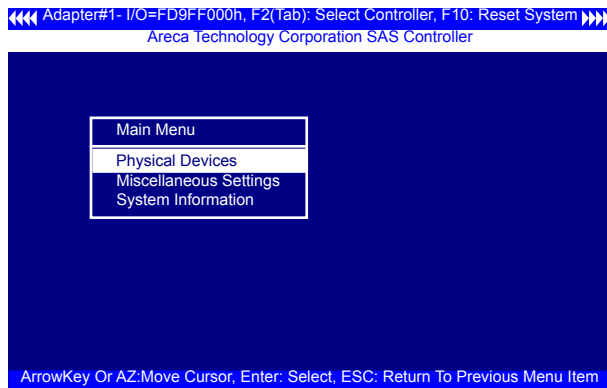 Adapter#1- I/O=FD9FF000h, F2(Tab): Select Controller, F10: Reset System
Areca Technology Corporation SAS Controller
Main Menu
Physical Devices
Miscellaneous Settings
System Information
ArrowKey Or AZ:Move Cursor, Enter: Select, ESC: Return To Previous Menu Item